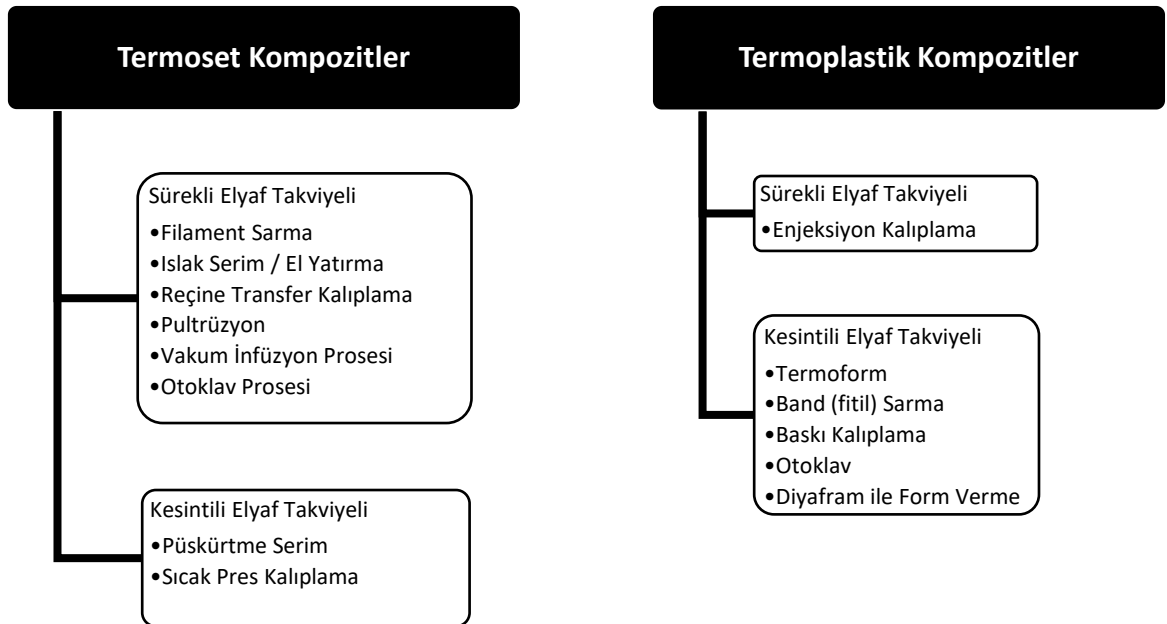 Termoset Kompozitler
Sürekli Elyaf Takviyeli
•Filament Sarma
•Islak Serim / El Yatırma
•Reçine Transfer Kalıplama
•Pultrüzyon
•Vakum İnfüzyon Prosesi
•Otoklav Prosesi
Kesintili Elyaf Takviyeli
•Püskürtme Serim
•Sıcak Pres Kalıplama
Termoplastik Kompozitler
Sürekli Elyaf Takviyeli
•Enjeksiyon Kalıplama
Kesintili Elyaf Takviyeli
•Termoform
•Band (fitil) Sarma
•Baskı Kalıplama
•Otoklav
•Diyafram ile Form Verme